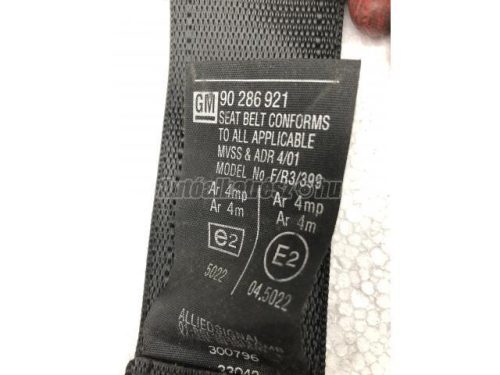 GM 90 286 921
SEAT BELT CONFORMS
TO ALL APPLICABLE
MVSS & ADR 4/01
MODEL No F/R3/399
Ar 4mp Ar 4mp
Ar 4m Ar 4m
e2 E2
5022 04.5022
ALLIEDSIGNAL
300796